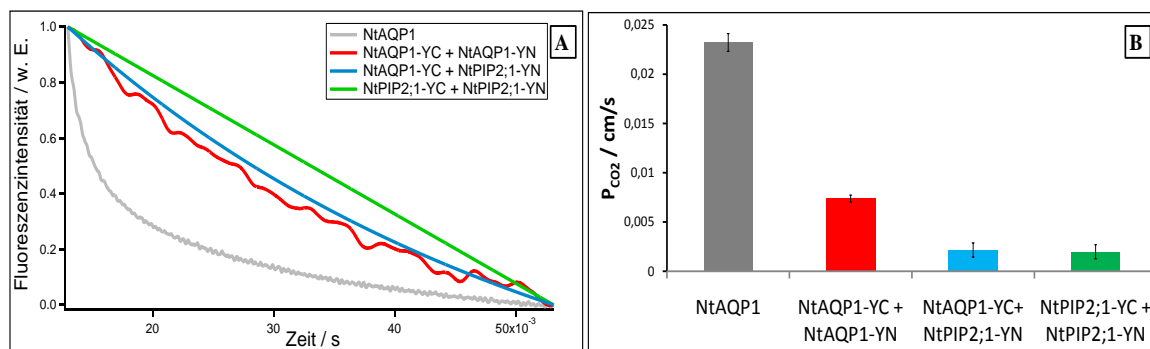 A
NtAQP1
NtAQP1-YC + NtAQP1-YN
NtAQP1-YC + NtPIP2;1-YN
NtPIP2;1-YC + NtPIP2;1-YN
Fluoreszenzintensität / w. E.
1.0
0.8
0.6
0.4
0.2
0.0
20
30
40
50x10⁻³
Zeit / s
B
P_CO2 / cm/s
0,025
0,02
0,015
0,01
0,005
0
NtAQP1
NtAQP1-YC +
NtAQP1-YN
NtAQP1-YC+
NtPIP2;1-YN
NtPIP2;1-YC +
NtPIP2;1-YN